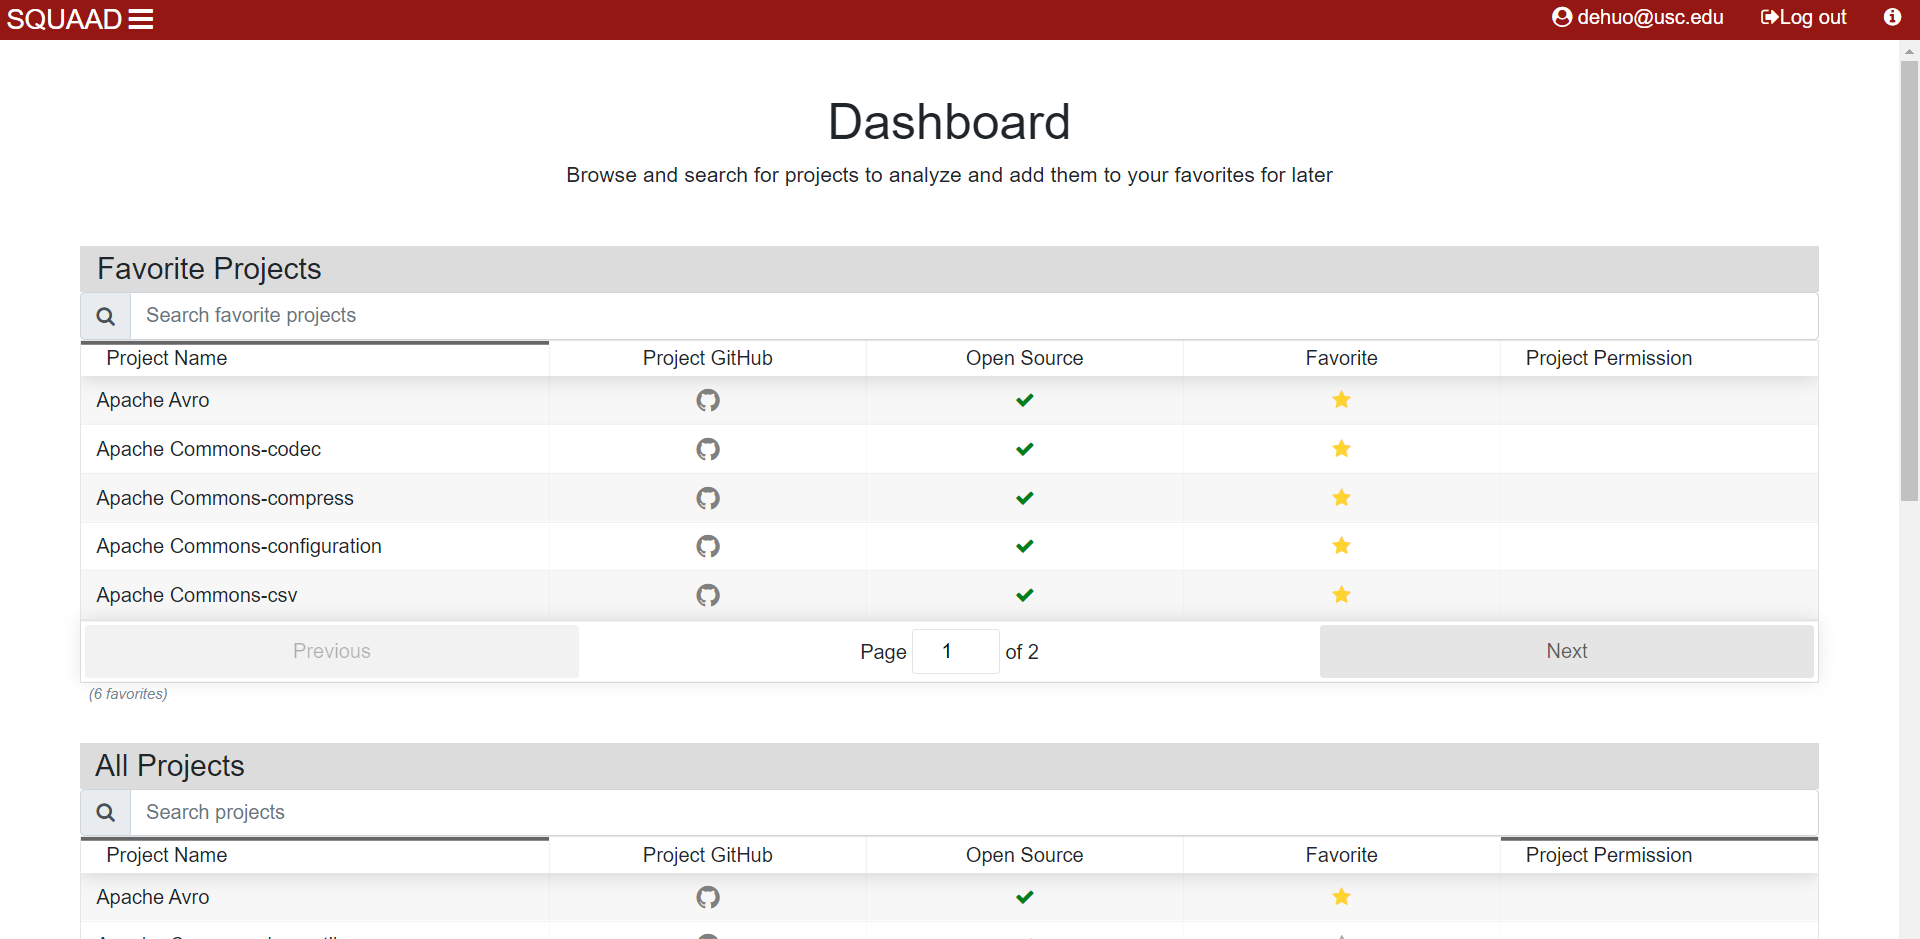 SQUAAD
dehuo@usc.edu Log out
Dashboard
Browse and search for projects to analyze and add them to your favorites for later
Favorite Projects
Search favorite projects
Project Name Project GitHub Open Source Favorite Project Permission
Apache Avro
Apache Commons-codec
Apache Commons-compress
Apache Commons-configuration
Apache Commons-csv
Previous Page 1 of 2 Next
(6 favorites)
All Projects
Search projects
Project Name Project GitHub Open Source Favorite Project Permission
Apache Avro